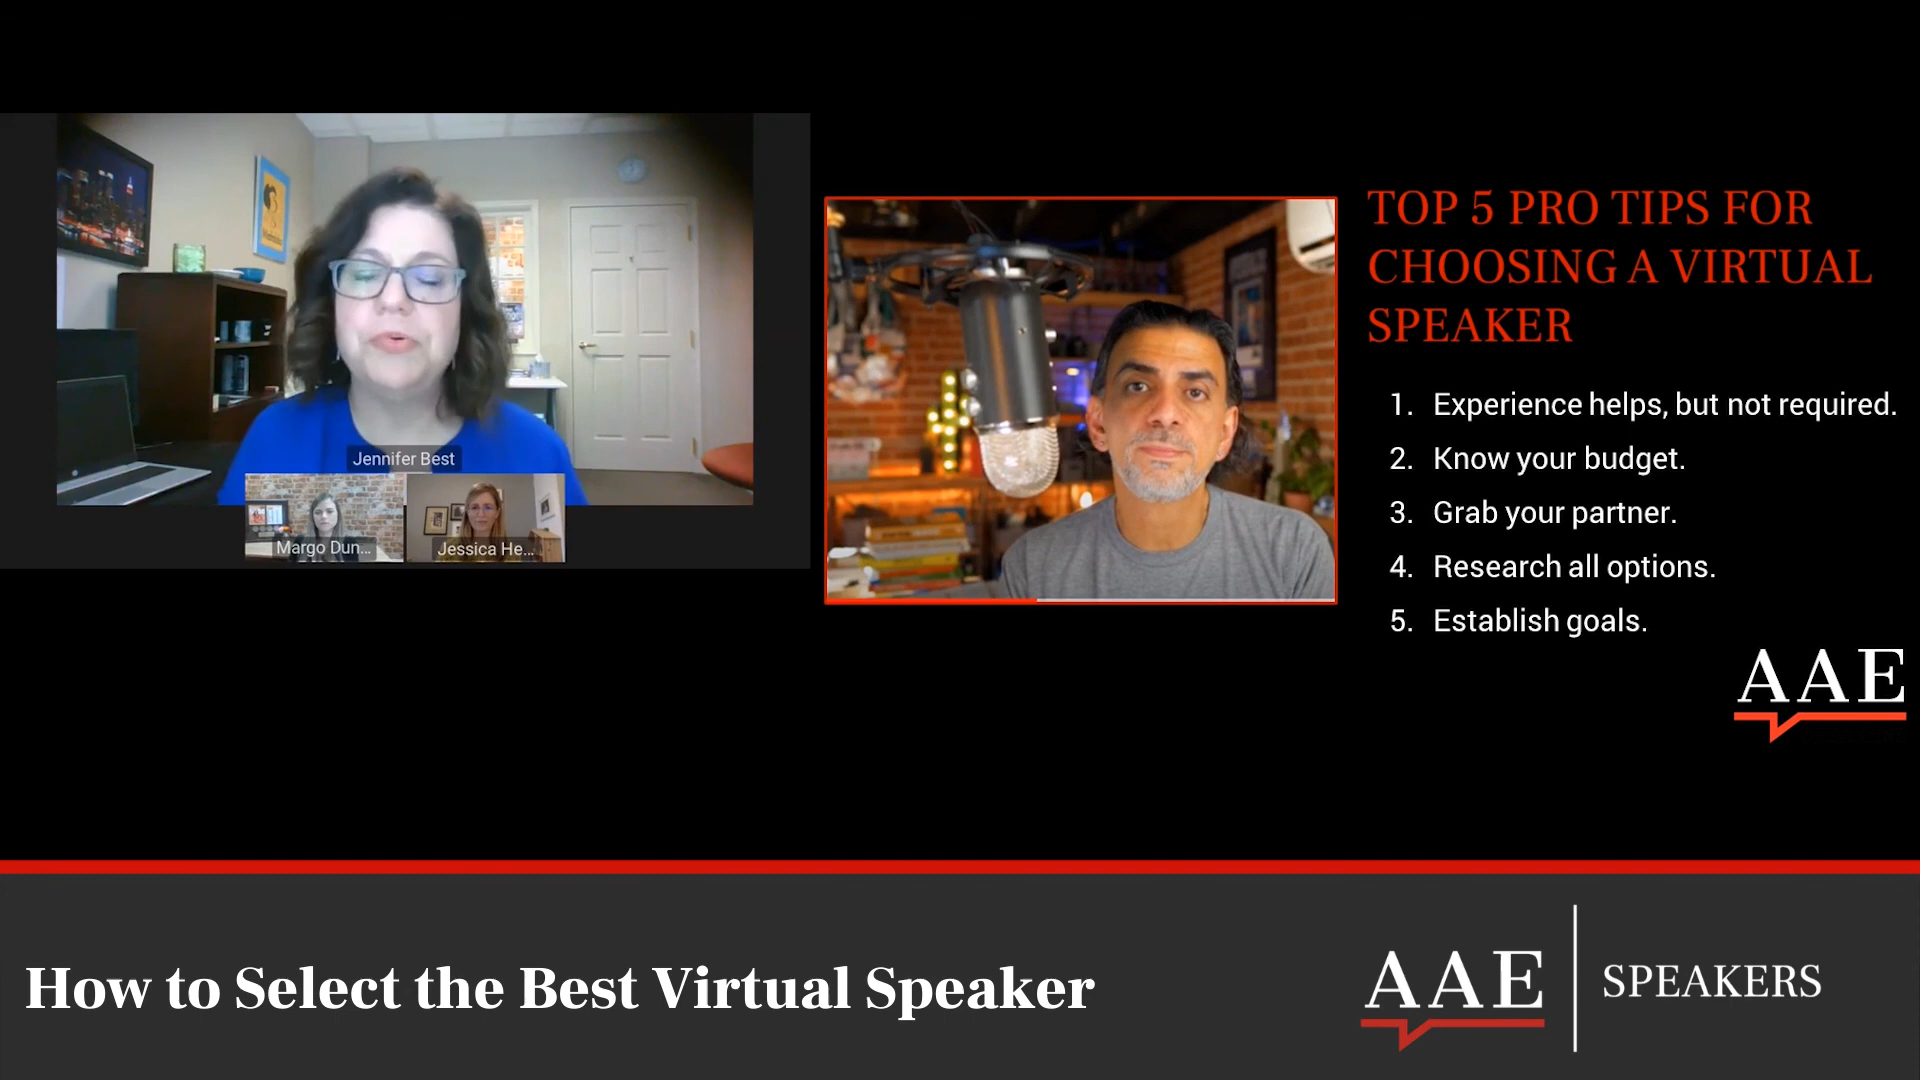 Jennifer Best
Margo Dun...
Jessica He...
TOP 5 PRO TIPS FOR
CHOOSING A VIRTUAL
SPEAKER
1. Experience helps, but not required.
2. Know your budget.
3. Grab your partner.
4. Research all options.
5. Establish goals.
AAE
How to Select the Best Virtual Speaker
AAE
SPEAKERS